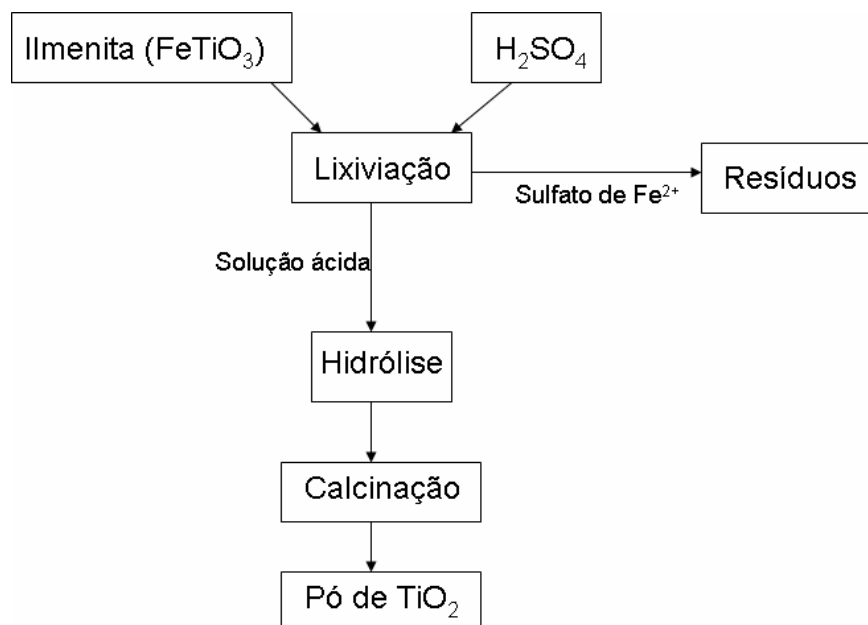 Ilmenita (FeTiO₃)
H₂SO₄
Lixiviação
Sulfato de Fe²⁺
Resíduos
Solução ácida
Hidrólise
Calcinação
Pó de TiO₂